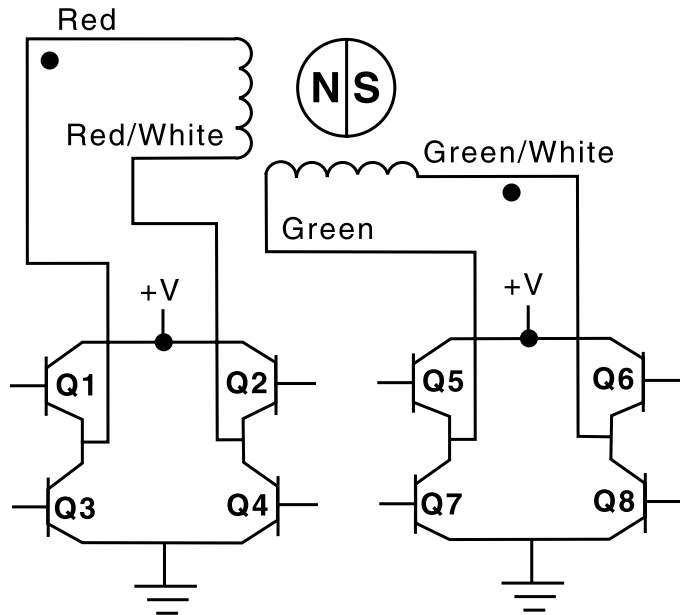 Red
N S
Red/White
Green/White
Green
+V
+V
Q1
Q2
Q5
Q6
Q3
Q4
Q7
Q8